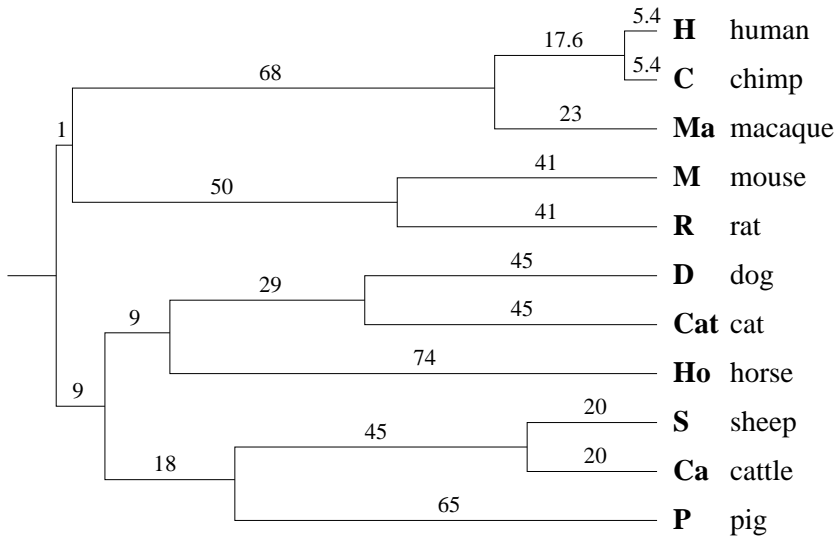 5.4
H human
17.6
5.4
C chimp
68
23
Ma macaque
1
41
M mouse
50
41
R rat
45
D dog
29
45
Cat cat
9
74
Ho horse
9
20
S sheep
45
20
Ca cattle
18
65
P pig